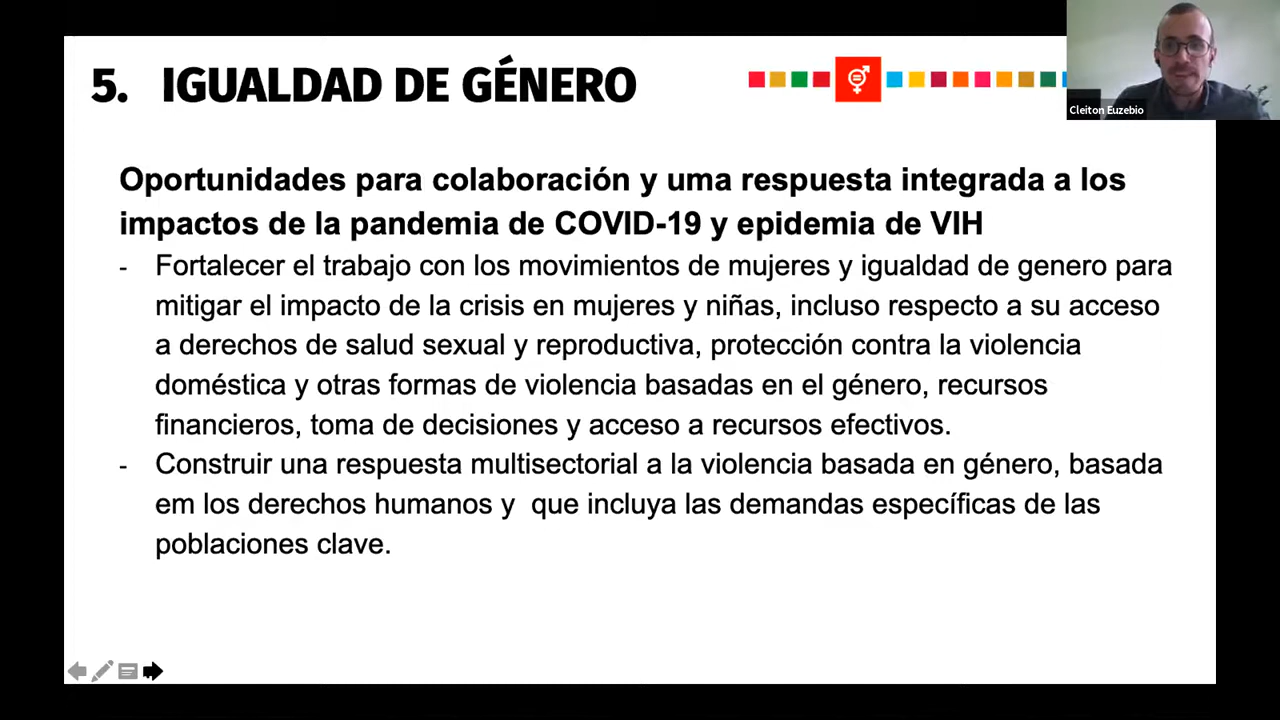 5. IGUALDAD DE GÉNERO
Cleiton Euzebio
Oportunidades para colaboración y uma respuesta integrada a los
impactos de la pandemia de COVID-19 y epidemia de VIH
- Fortalecer el trabajo con los movimientos de mujeres y igualdad de genero para
mitigar el impacto de la crisis en mujeres y niñas, incluso respecto a su acceso
a derechos de salud sexual y reproductiva, protección contra la violencia
doméstica y otras formas de violencia basadas en el género, recursos
financieros, toma de decisiones y acceso a recursos efectivos.
- Construir una respuesta multisectorial a la violencia basada en género, basada
em los derechos humanos y  que incluya las demandas específicas de las
poblaciones clave.